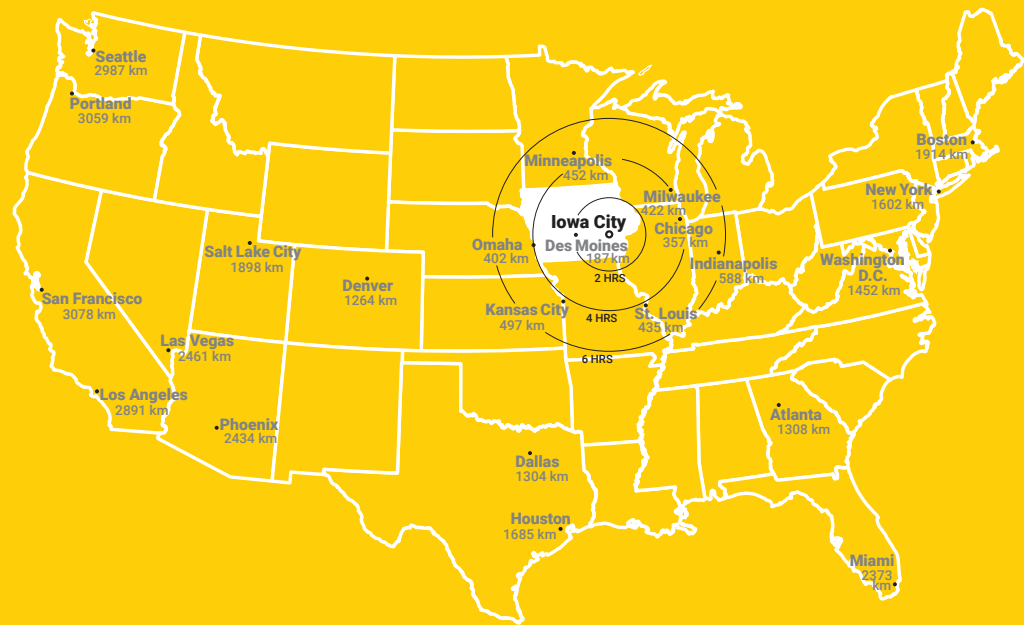 Seattle
2987 km
Portland
3059 km
Boston
1914 km
Minneapolis
452 km
New York
1602 km
Milwaukee
422 km
Iowa City
Chicago
357 km
Omaha
402 km
Des Moines
187km
Salt Lake City
1898 km
Indianapolis
588 km
Washington
D.C.
1452 km
2 HRS
Denver
1264 km
San Francisco
3078 km
Kansas City
497 km
4 HRS
St. Louis
435 km
Las Vegas
2461 km
6 HRS
Los Angeles
2891 km
Phoenix
2434 km
Atlanta
1308 km
Dallas
1304 km
Houston
1685 km
Miami
2373
km